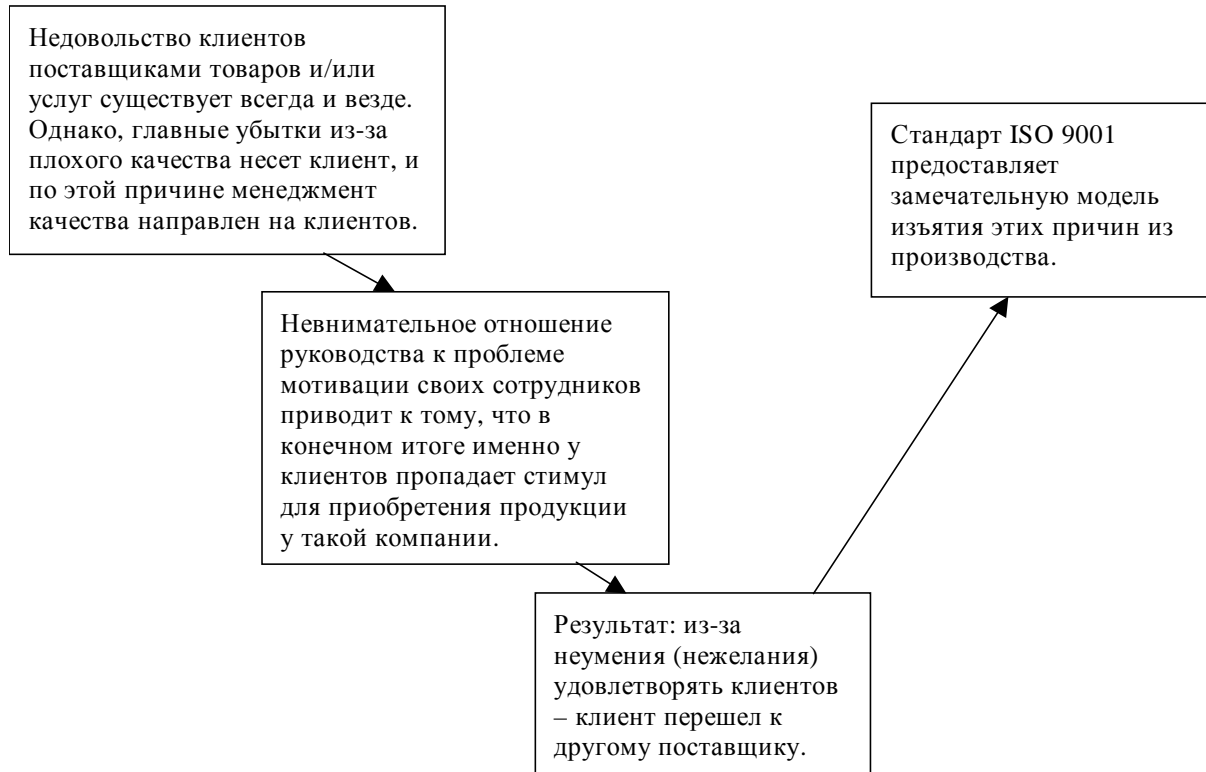 Недовольство клиентов
поставщиками товаров и/или
услуг существует всегда и везде.
Однако, главные убытки из-за
плохого качества несет клиент, и
по этой причине менеджмент
качества направлен на клиентов.
Невнимательное отношение
руководства к проблеме
мотивации своих сотрудников
приводит к тому, что в
конечном итоге именно у
клиентов пропадает стимул
для приобретения продукции
у такой компании.
Результат: из-за
неумения (нежелания)
удовлетворять клиентов
– клиент перешел к
другому поставщику.
Стандарт ISO 9001
предоставляет
замечательную модель
изъятия этих причин из
производства.